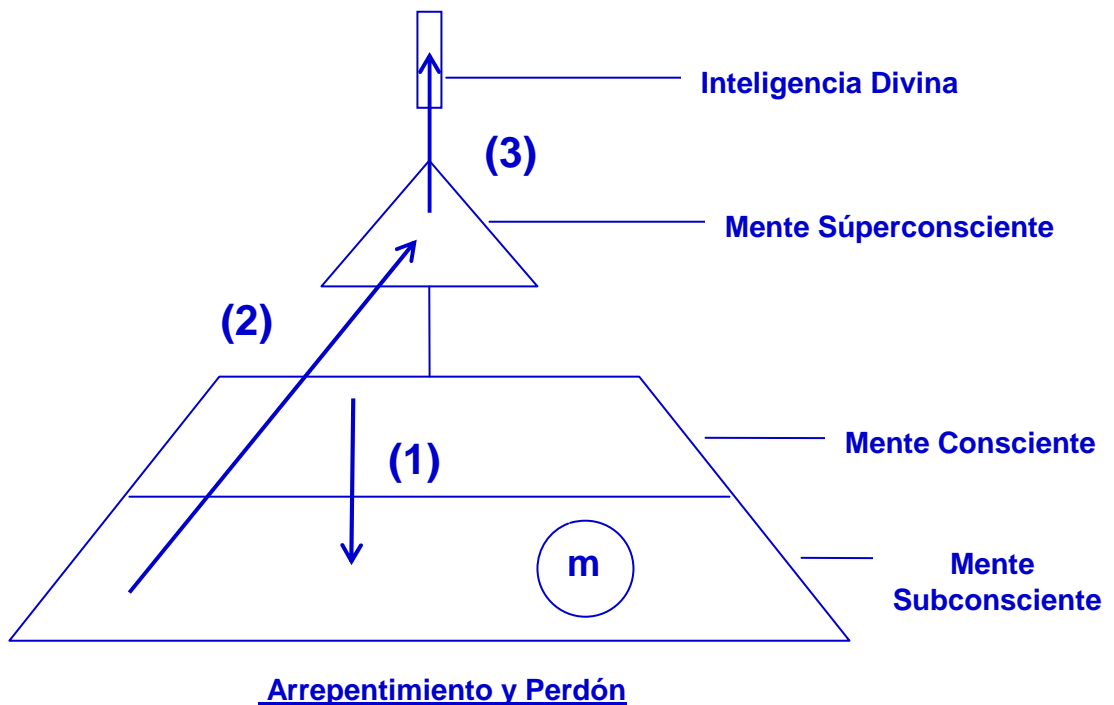 Inteligencia Divina
(3)
Mente Súperconsciente
(2)
Mente Consciente
(1)
m
Mente
Subconsciente
Arrepentimiento y Perdón